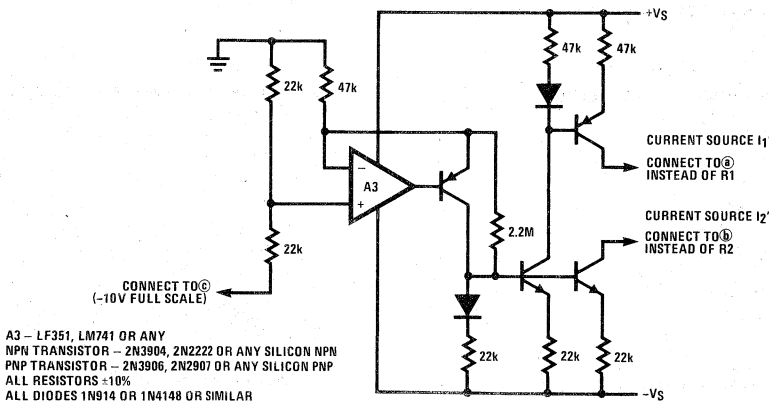 +VS
47k
47k
22k
47k
CURRENT SOURCE I1'
CONNECT TO ⓐ
INSTEAD OF R1
−
A3
+
CURRENT SOURCE I2'
2.2M
CONNECT TO ⓑ
INSTEAD OF R2
22k
CONNECT TO ⓒ
(–10V FULL SCALE)
22k
22k
22k
−VS
A3 – LF351, LM741 OR ANY
NPN TRANSISTOR – 2N3904, 2N2222 OR ANY SILICON NPN
PNP TRANSISTOR – 2N3906, 2N2907 OR ANY SILICON PNP
ALL RESISTORS ±10%
ALL DIODES 1N914 OR 1N4148 OR SIMILAR